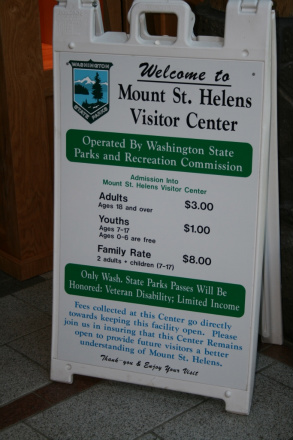 WASHINGTON
STATE PARKS
Welcome to
Mount St. Helens
Visitor Center
Operated By Washington State
Parks and Recreation Commission
Admission Into
Mount St. Helens Visitor Center
Adults $3.00
Ages 18 and over
Youths $1.00
Ages 7-17
Ages 0-6 are free
Family Rate $8.00
2 adults + children (7-17)
Only Wash. State Parks Passes Will Be
Honored: Veteran Disability; Limited Income
Fees collected at this Center go directly
towards keeping this facility open. Please
join us in insuring that this Center Remains
open to provide future visitors a better
understanding of Mount St. Helens.
Thank-you & Enjoy Your Visit